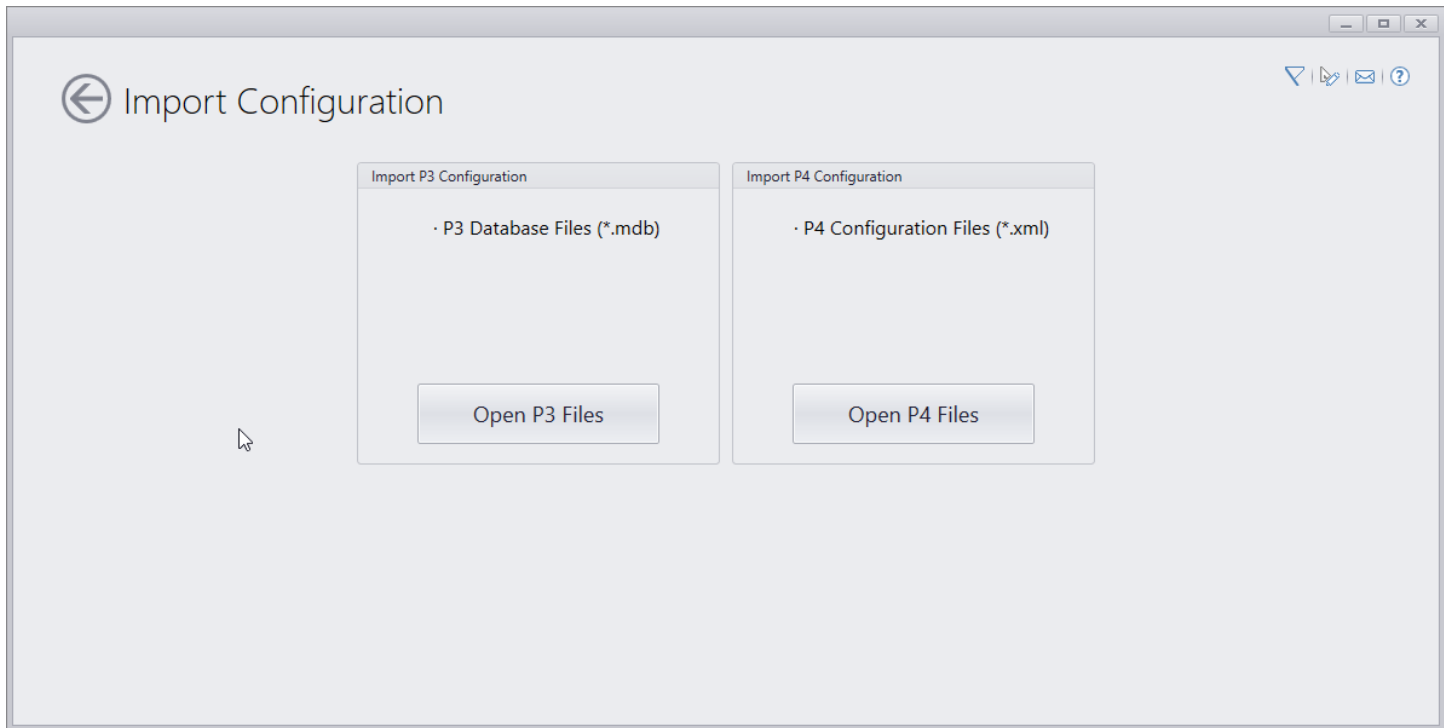 Import Configuration
Import P3 Configuration
· P3 Database Files (*.mdb)
Open P3 Files
Import P4 Configuration
· P4 Configuration Files (*.xml)
Open P4 Files